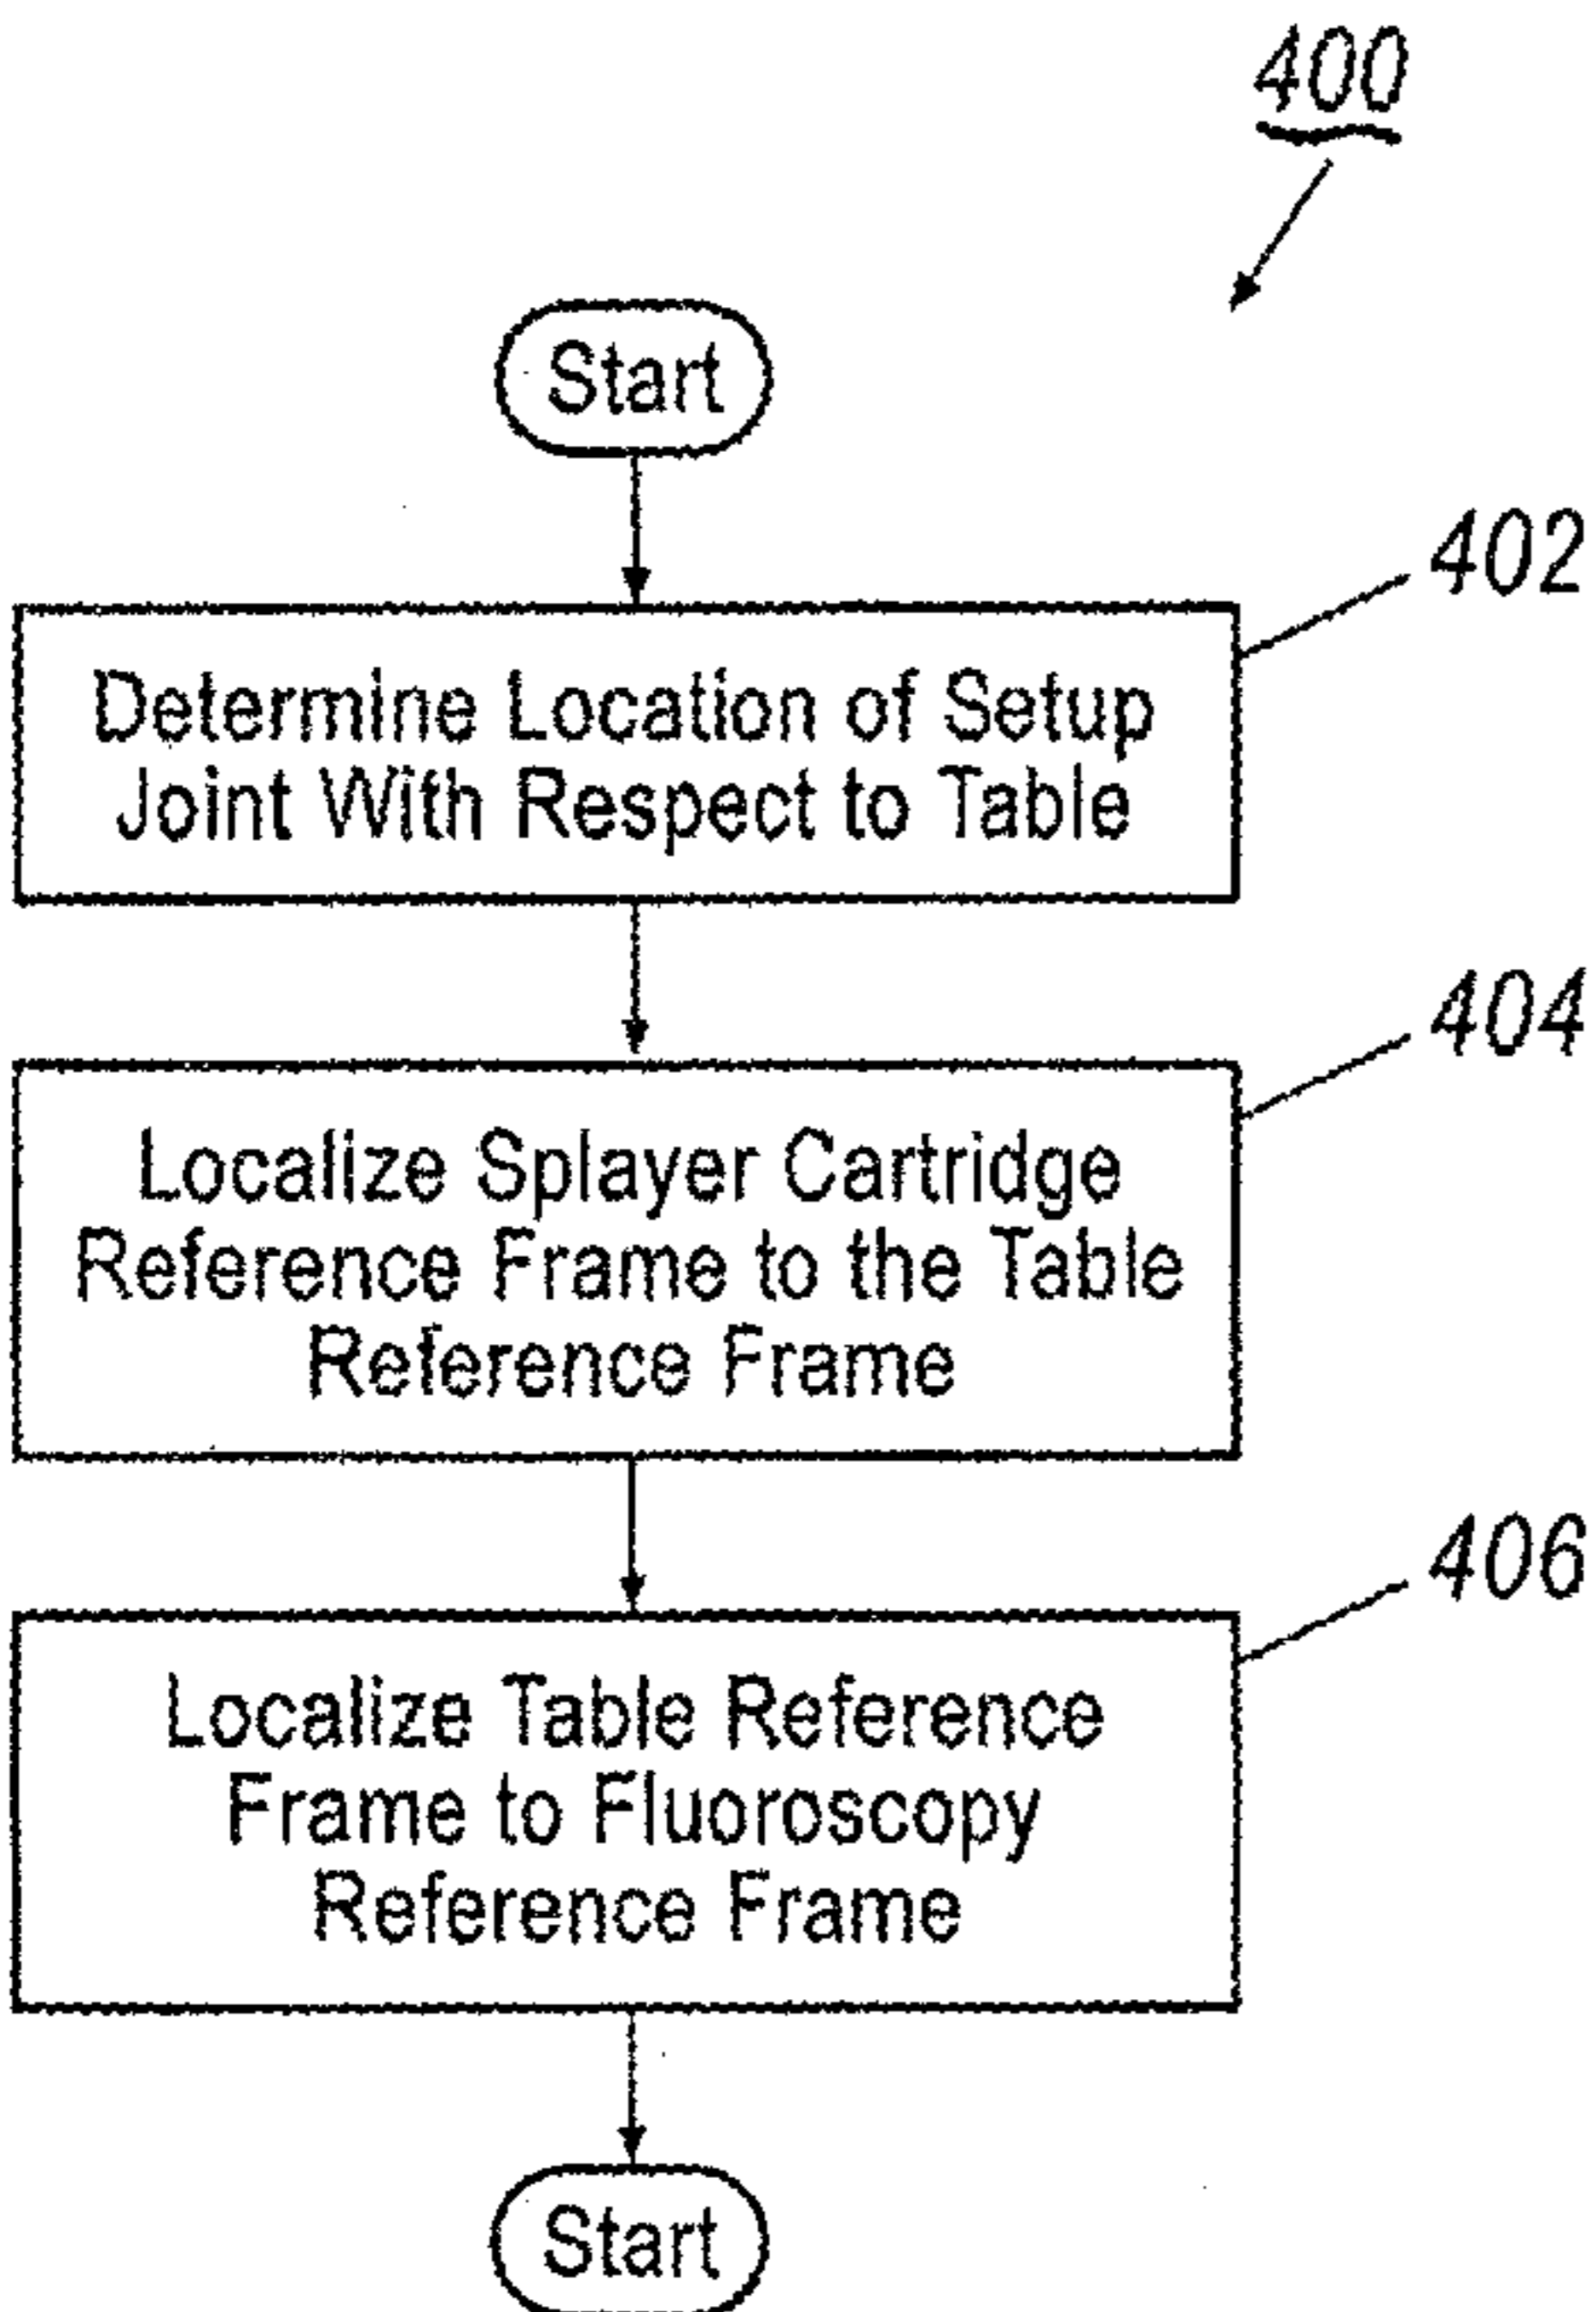 400
Start
402
Determine Location of Setup
Joint With Respect to Table
404
Localize Splayer Cartridge
Reference Frame to the Table
Reference Frame
406
Localize Table Reference
Frame to Fluoroscopy
Reference Frame
Start